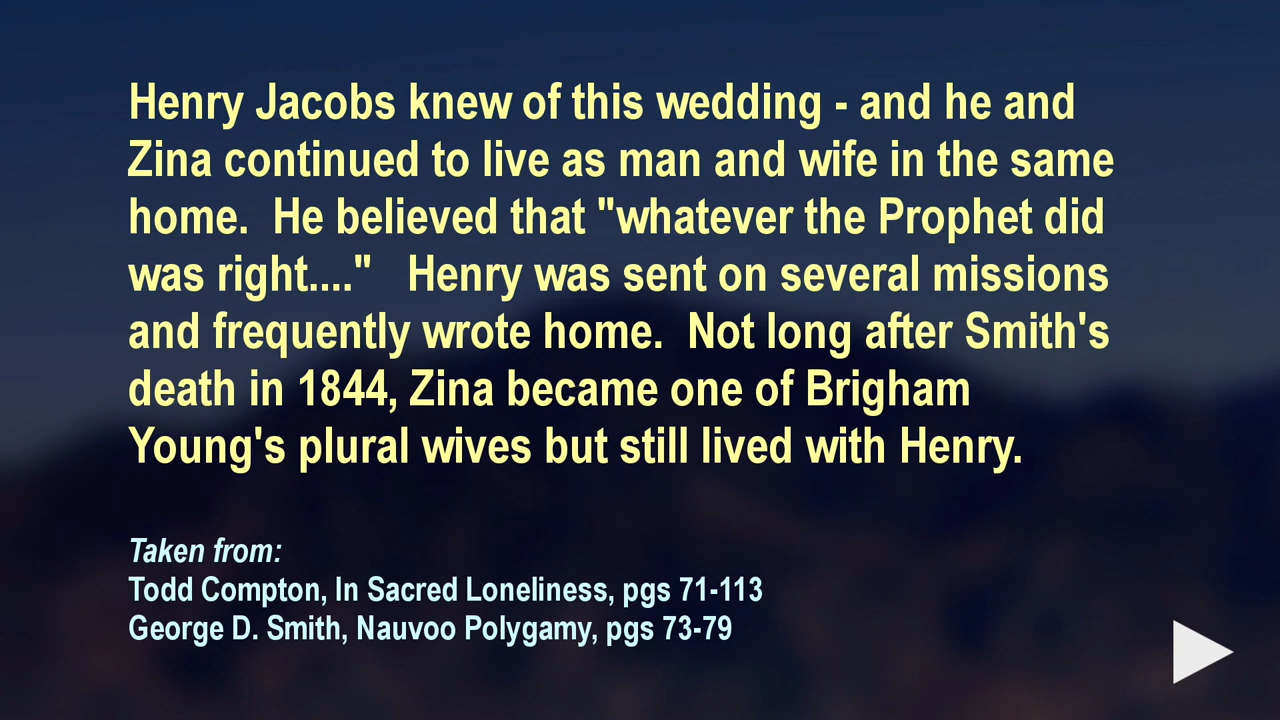 Henry Jacobs knew of this wedding - and he and
Zina continued to live as man and wife in the same
home.  He believed that "whatever the Prophet did
was right...."   Henry was sent on several missions
and frequently wrote home.  Not long after Smith's
death in 1844, Zina became one of Brigham
Young's plural wives but still lived with Henry.
Taken from:
Todd Compton, In Sacred Loneliness, pgs 71-113
George D. Smith, Nauvoo Polygamy, pgs 73-79